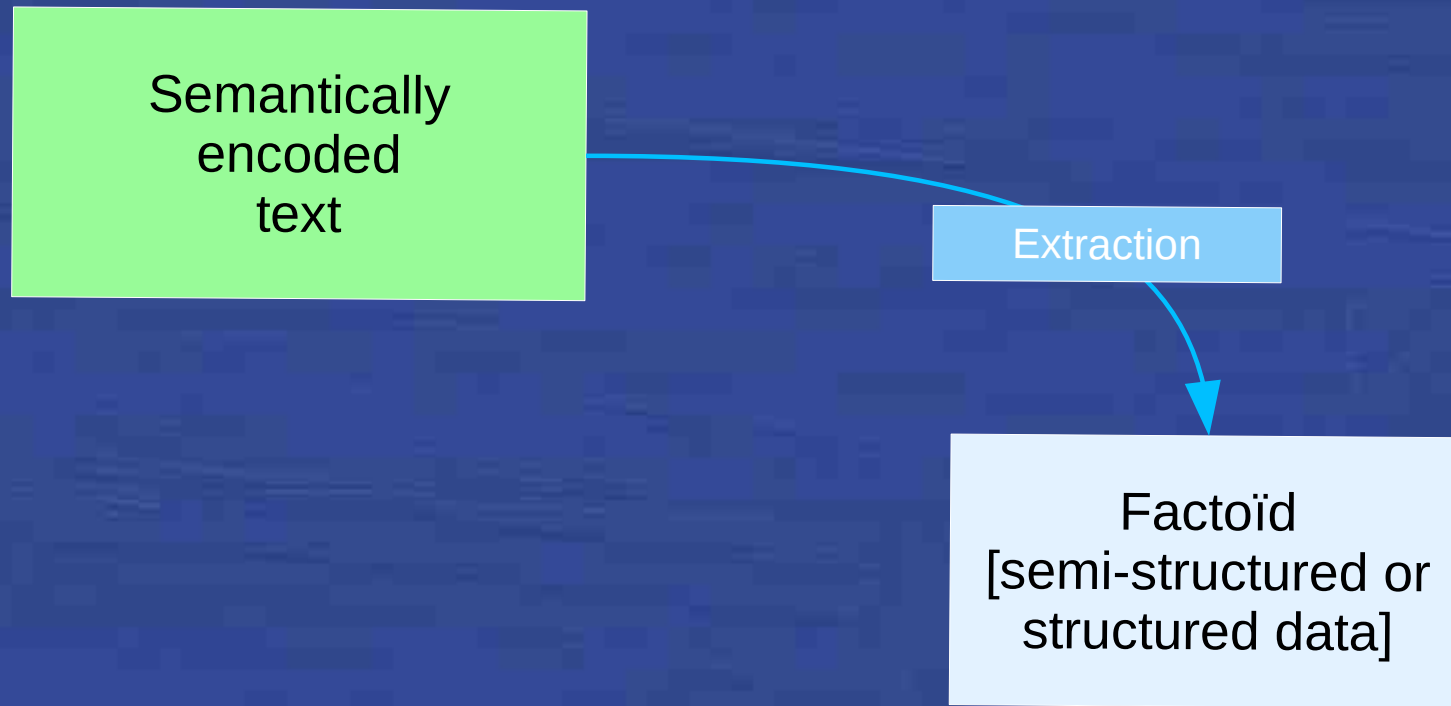 Semantically
encoded
text
Extraction
Factoïd
[semi-structured or
structured data]